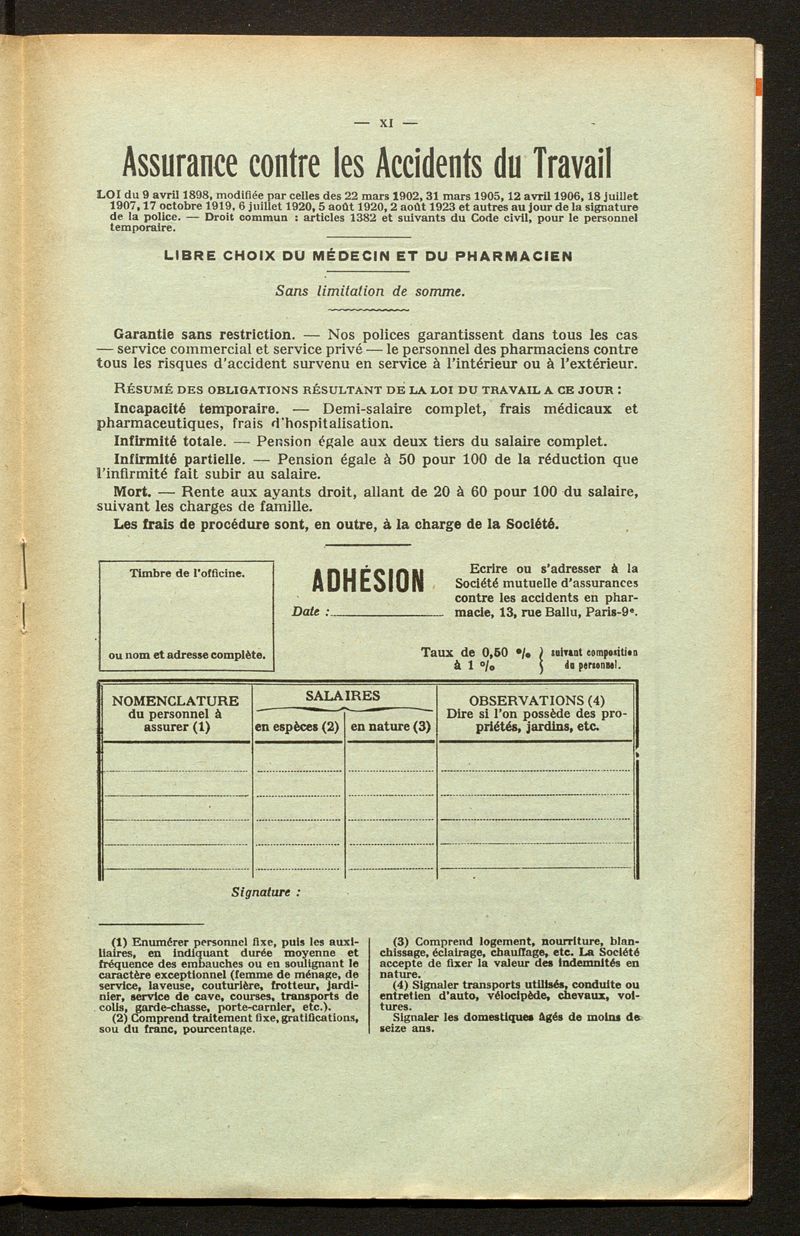 — XI —
Assurance contre les Accidents du Travail
LOI du 9 avril 1898, modifiée par celles des 22 mars 1902, 31 mars 1905, 12 avril 1906, 18 juillet
1907, 17 octobre 1919, 6 juillet 1920, 5 août 1920, 2 août 1923 et autres au jour de la signature
de la police. — Droit commun : articles 1382 et suivants du Code civil, pour le personnel
temporaire.
LIBRE CHOIX DU MÉDECIN ET DU PHARMACIEN
Sans limitation de somme.
Garantie sans restriction. — Nos polices garantissent dans tous les cas
— service commercial et service privé — le personnel des pharmaciens contre
tous les risques d'accident survenu en service à l'intérieur ou à l'extérieur.
RÉSUMÉ DES OBLIGATIONS RÉSULTANT DE LA LOI DU TRAVAIL A CE JOUR :
Incapacité temporaire. — Demi-salaire complet, frais médicaux et
pharmaceutiques, frais d'hospitalisation.
Infirmité totale. — Pension égale aux deux tiers du salaire complet.
Infirmité partielle. — Pension égale à 50 pour 100 de la réduction que
l'infirmité fait subir au salaire.
Mort. — Rente aux ayants droit, allant de 20 à 60 pour 100 du salaire,
suivant les charges de famille.
Les frais de procédure sont, en outre, à la charge de la Société.
Timbre de l'officine.
ou nom et adresse complète.
ADHÉSION
Date :
Ecrire ou s'adresser à la
Société mutuelle d'assurances
contre les accidents en phar-
macie, 13, rue Ballu, Paris-9e.
Taux de 0,50 % } suivant composition
à 1 % } du personnel.
NOMENCLATURE
du personnel à
assurer (1)
SALAIRES
en espèces (2)
en nature (3)
OBSERVATIONS (4)
Dire si l'on possède des pro-
priétés, jardins, etc.
Signature :
(1) Enumérer personnel fixe, puis les auxi-
liaires, en indiquant durée moyenne et
fréquence des embauches ou en soulignant le
caractère exceptionnel (femme de ménage, de
service, laveuse, couturière, frotteur, jardi-
nier, service de cave, courses, transports de
colis, garde-chasse, porte-carnier, etc.).
(2) Comprend traitement fixe, gratifications,
sou du franc, pourcentage.
(3) Comprend logement, nourriture, blan-
chissage, éclairage, chauffage, etc. La Société
accepte de fixer la valeur des indemnités en
nature.
(4) Signaler transports utilisés, conduite ou
entretien d'auto, vélocipède, chevaux, voi-
tures.
Signaler les domestiques âgés de moins de
seize ans.